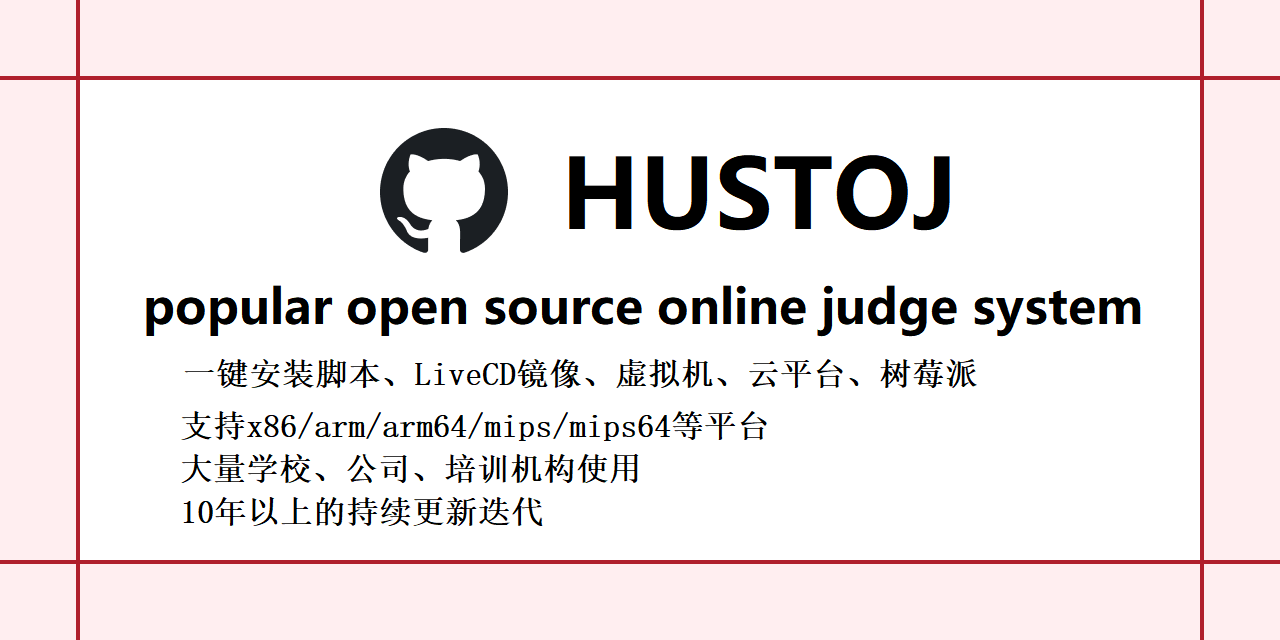 HUSTOJ
popular open source online judge system
一键安装脚本、LiveCD镜像、虚拟机、云平台、树莓派
支持x86/arm/arm64/mips/mips64等平台
大量学校、公司、培训机构使用
10年以上的持续更新迭代